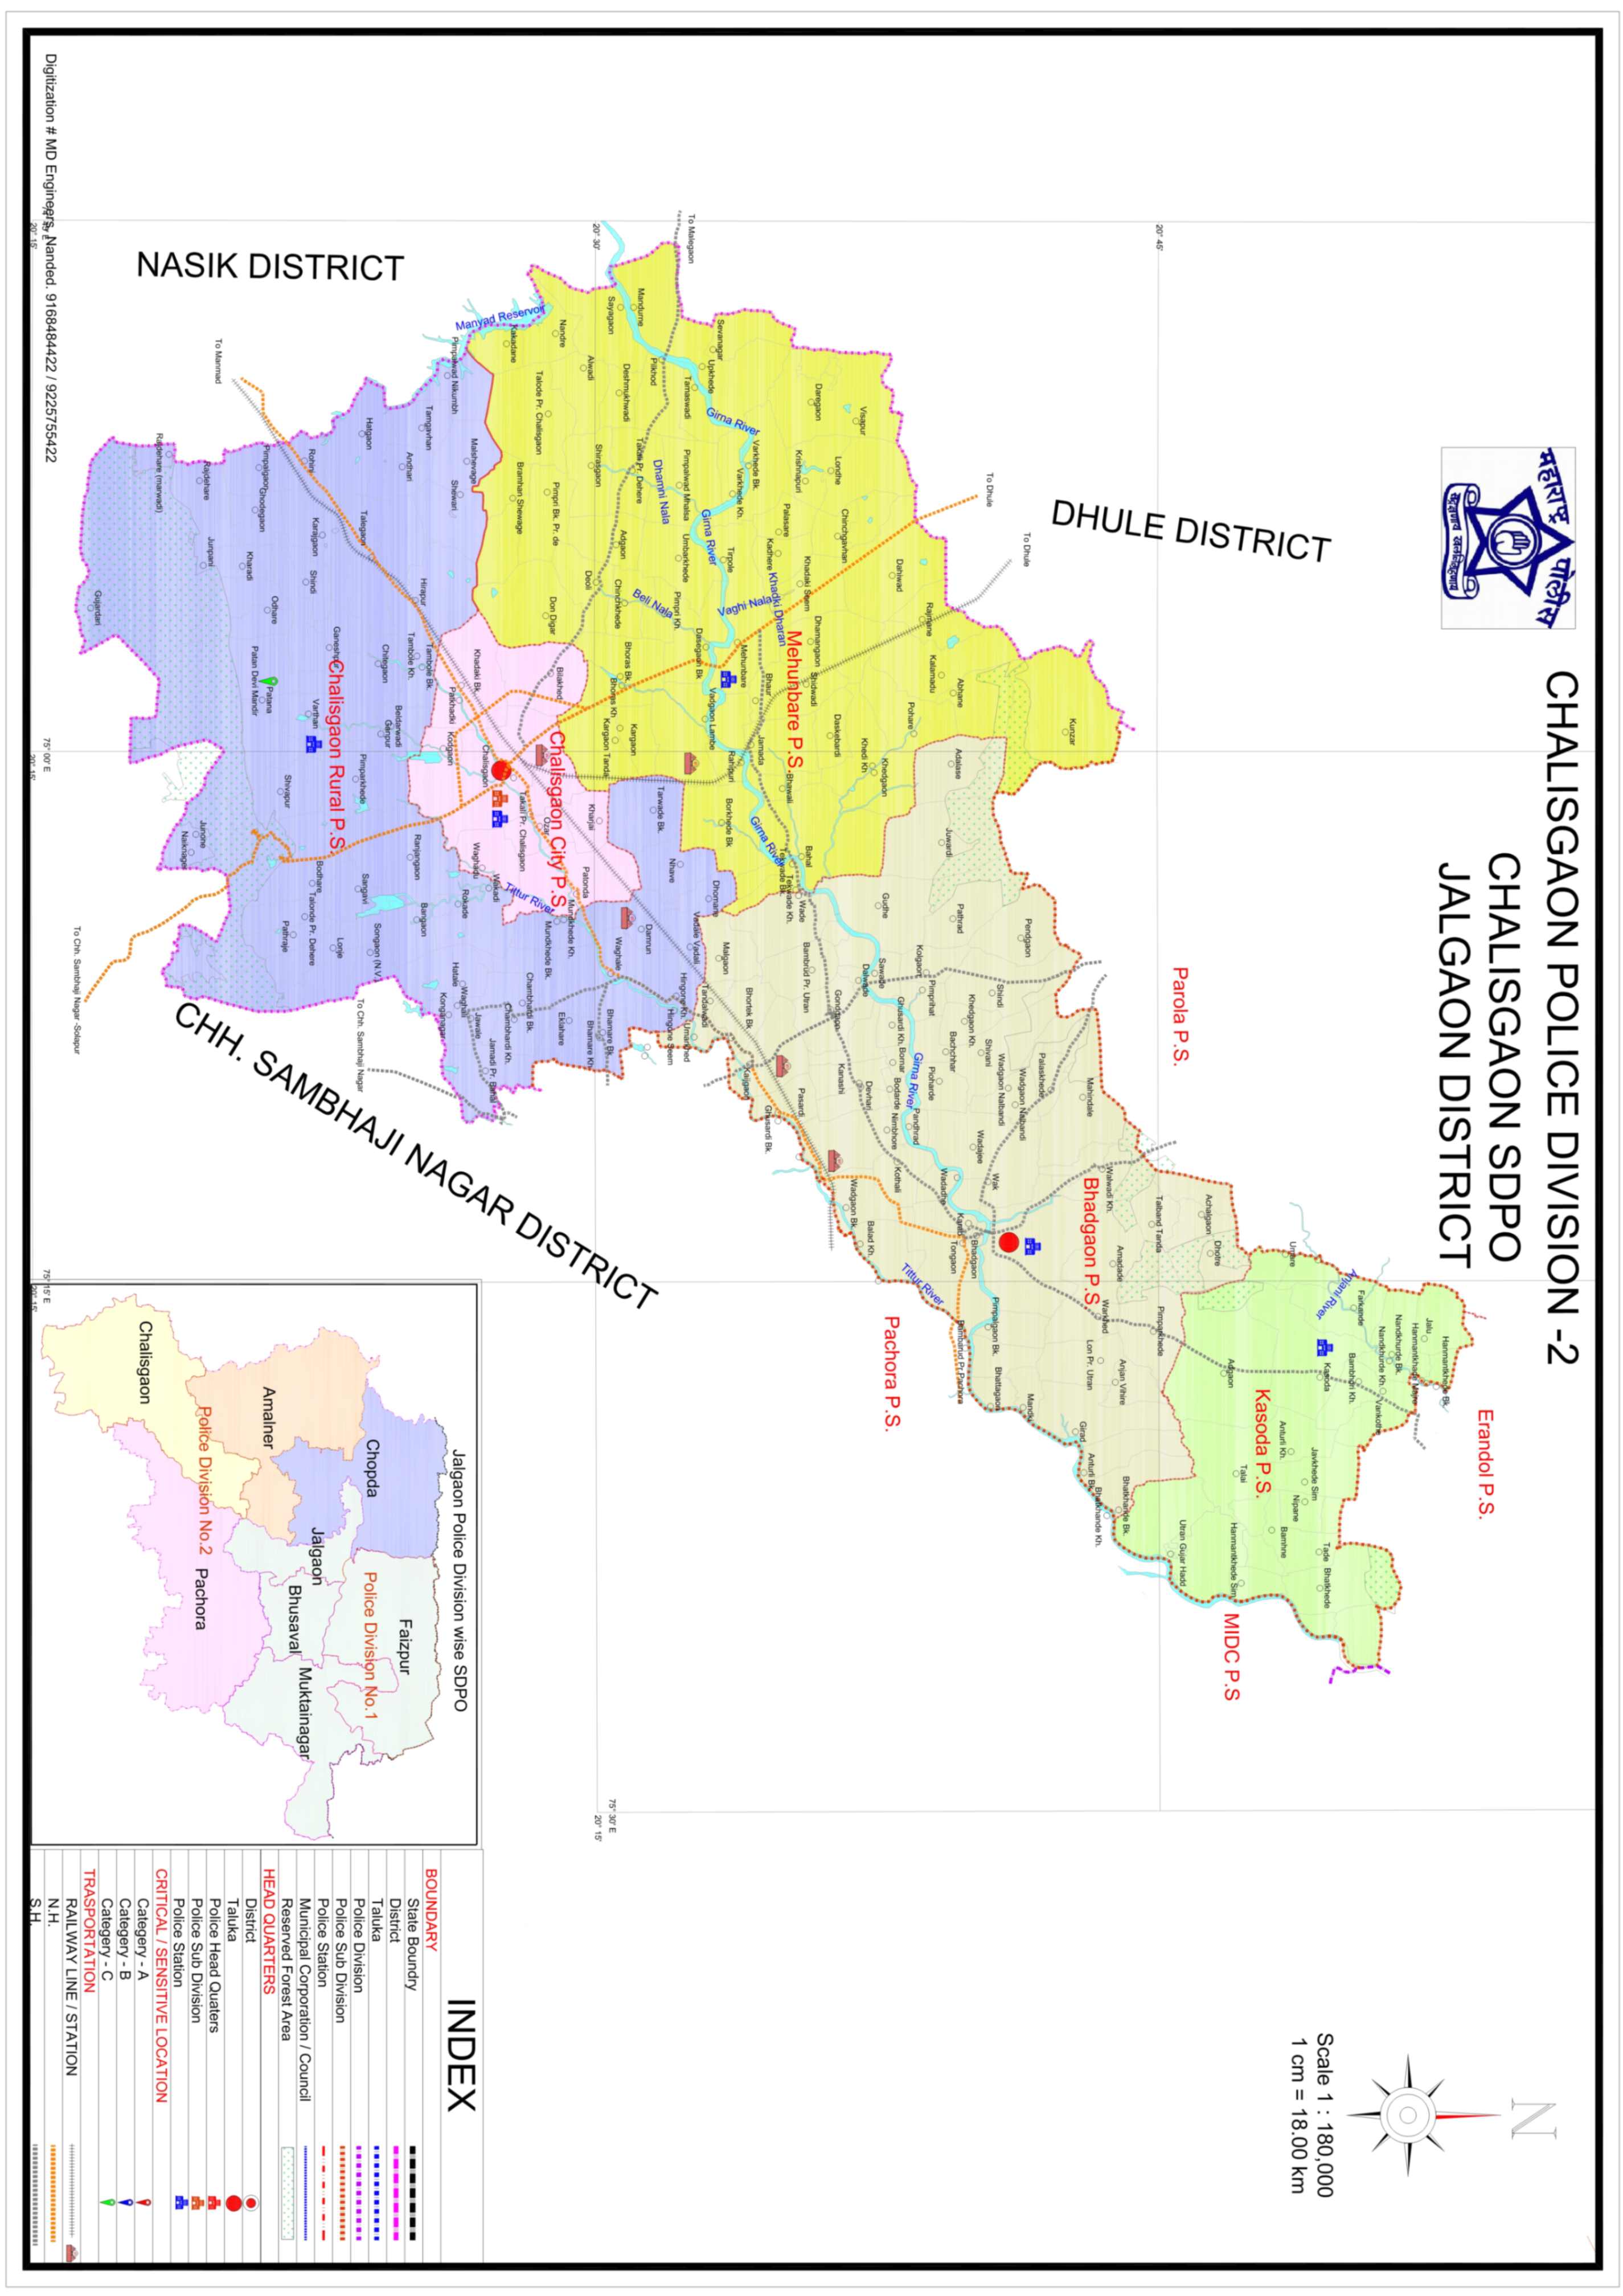 महाराष्ट्र पोलीस
सद्रक्षणाय खलनिग्रहणाय
CHALISGAON POLICE DIVISION -2
CHALISGAON SDPO
JALGAON DISTRICT
N
Scale 1 : 180,000
1 cm = 18.00 km
Erandol P.S.
Hanmantkhede Bk.
Jalu
Hanmantkhade Majre
Nandkhurde Bk.
Nandkhurde Kh.
Vankothe
Farkande
Bambhori Kh.
Anjani River
Kasoda
Tade
Bhatkhede
Javkhede Sim
Nipane
Umare
Anturli Kh.
Bamhne
Kasoda P.S.
Talai
Hanmantkhede Sim
MIDC P.S
Adgaon
Dhotre
Achalgaon
DHULE DISTRICT
Parola P.S.
Utran Gujar Hadd
20° 45'
Talband Tanda
Pimparkhede
Amadade
Anjan Vihire
Bhatkhande Bk.
Walwadi Kh.
Warkhed
Bhatkhande Kh.
Mahindale
Bhadgaon P.S.
Lon Pr. Utran
Girad
Anturli Bk.
Kunzar
Palaskhede
Pendgaon
Wadgaon Nalbandi
Wadgaon Nalbandi
Mandki
To Dhule
To Dhule
Shindi
Shivani
Wak
Pimpalgaon Bk.
Bhattagaon
Wadajee
Khedgaon Kh.
Bhadgaon
Karab
Tongaon
Bambarud Pr.Pachora
Abhane
Adalase
Juwardi
Pathrad
Bachchhar
Wadadhe
Rajmane
Kalamadu
Pimprihat
Pioharde
Kolgaon
Girna River
Pandhrad
Tittur River
Pohare
Dahiwad
Ghusardi Kh.
Bornar
Bodarde
Nimbhore
Kothali
Pachora P.S.
Khedgaon
Gudhe
Sawade
Khedi Kh
Dalwade
Devhari
Balad Kh.
Visapur
Kanashi
Wadgaon Bk.
Londhe
Chinchgavhan
Daskebardi
Gondgaon
Daregaon
Dhamangaon
Shidwadi
Krishnapuri
Khadaki Seem
Bahal
Wade
Bambrud Pr. Utran
Pasardi
Mehunbare P.S.
Bhawali
Tekwade Kh.
Tekwade Bk.
Palasare
Kadhere
Khadki Dharan
Vaghi Nala
Bhaur
Jamada
Girna River
Ghusardi Bk.
Varkhede Bk.
Varkhede Kh.
Mehunbare
Bhortek Bk
Kajgaon
Tirpole
Rahipuri
Borkhede Bk
Malgaon
Girna River
Sevanagar
Upkhede
Girna River
Vadgaon Lambe
Dhomane
Tandalwadi
Dasegaon Bk
Vadale Vadali
To Malegaon
Tamaswadi
Pimpalwad Mhalsa
Umbarkhede
Pimpri Kh.
Hingone Kh.
Umarkhed
Hingone Seem
Nhave
Dhamni Nala
Beli Nala
Tarwade Bk.
Damrun
Pilkhod
Mandurne
Takali Pr. Dehere
Deshmukhwadi
Adgaon
Chinchkhede
Bhoras Bk.
Kargaon
Bhoras Kh
Kargaon Tanda
Waghale
Bhamare Bk.
Sayagaon
75° 30' E
20° 15'
20° 30'
Shirasgaon
Alwadi
Deoli
Kharjai
Patonda
Bhamare Kh
Nandre
Bilakhed
Chalisgaon City P.S.
Mundkhede Kh.
Eklahare
Pimpri Bk. Pr. de
Don Digar
Ozar
Mundkhede Bk.
Talode Pr. Chalisgaon
Tittur River
Chambhardi Bk.
Manyad Reservoir
Kakadane
Bramhan Shewage
Takali Pr. Chalisgaon
Chambhardi Kh.
Wakadi
Jamadi Pr. Bahal
Chalisgaon
Waghadu
Jawale
Malshevage
Khadaki Bk.
Rokade
Waghali
Hatale
Pimpalwad Nikumbh
Shewari
Patkhadki
Kodgaon
Konganagar
Tamgavhan
Hirapur
Tambole Bk.
Bangaon
Tambole Kh.
Ranjangaon
Andhari
Beldarwadi
Ganpur
Chitegaon
Songaon (N.V.)
Hatgaon
Talegaon
Pimparkhede
Sangavi
To Chh. Sambhaji Nagar
CHH. SAMBHAJI NAGAR DISTRICT
Ganeshpur
Chalisgaon Rural P.S.
Lonje
Karajgaon
Shindi
Varthan
Bodhare
Talonde Pr. Dehere
Rohini
Shivapur
Pathraje
NASIK DISTRICT
Odhare
Patana
Pimpalgaon
Ghodegaon
Patan Devi Mandir
Kharadi
To Manmad
Rajdehare
Junpani
Junone
Naiknager
Rajdehare (marwadi)
Gujardari
To Chh. Sambhaji Nagar -Solapur
Digitization # MD Engineers, Nanded. 9168484422 / 9225755422
74° 45' E
20° 15'
75° 00' E
20° 15'
75° 15' E
20° 15'
Jalgaon Police Division wise SDPO
Faizpur
Chopda
Police Division No.1
Jalgaon
Muktainagar
Bhusaval
Amalner
Police Division No.2
Pachora
Chalisgaon
INDEX
BOUNDARY
State Boundry
District
Taluka
Police Division
Police Sub Division
Police Station
Municipal Corporation / Council
Reserved Forest Area
HEAD QUARTERS
District
Taluka
Police Head Quaters
Police Sub Division
Police Station
CRITICAL / SENSITIVE LOCATION
Categery - A
Categery - B
Categery - C
TRASPORTATION
RAILWAY LINE / STATION
N.H.
S.H.